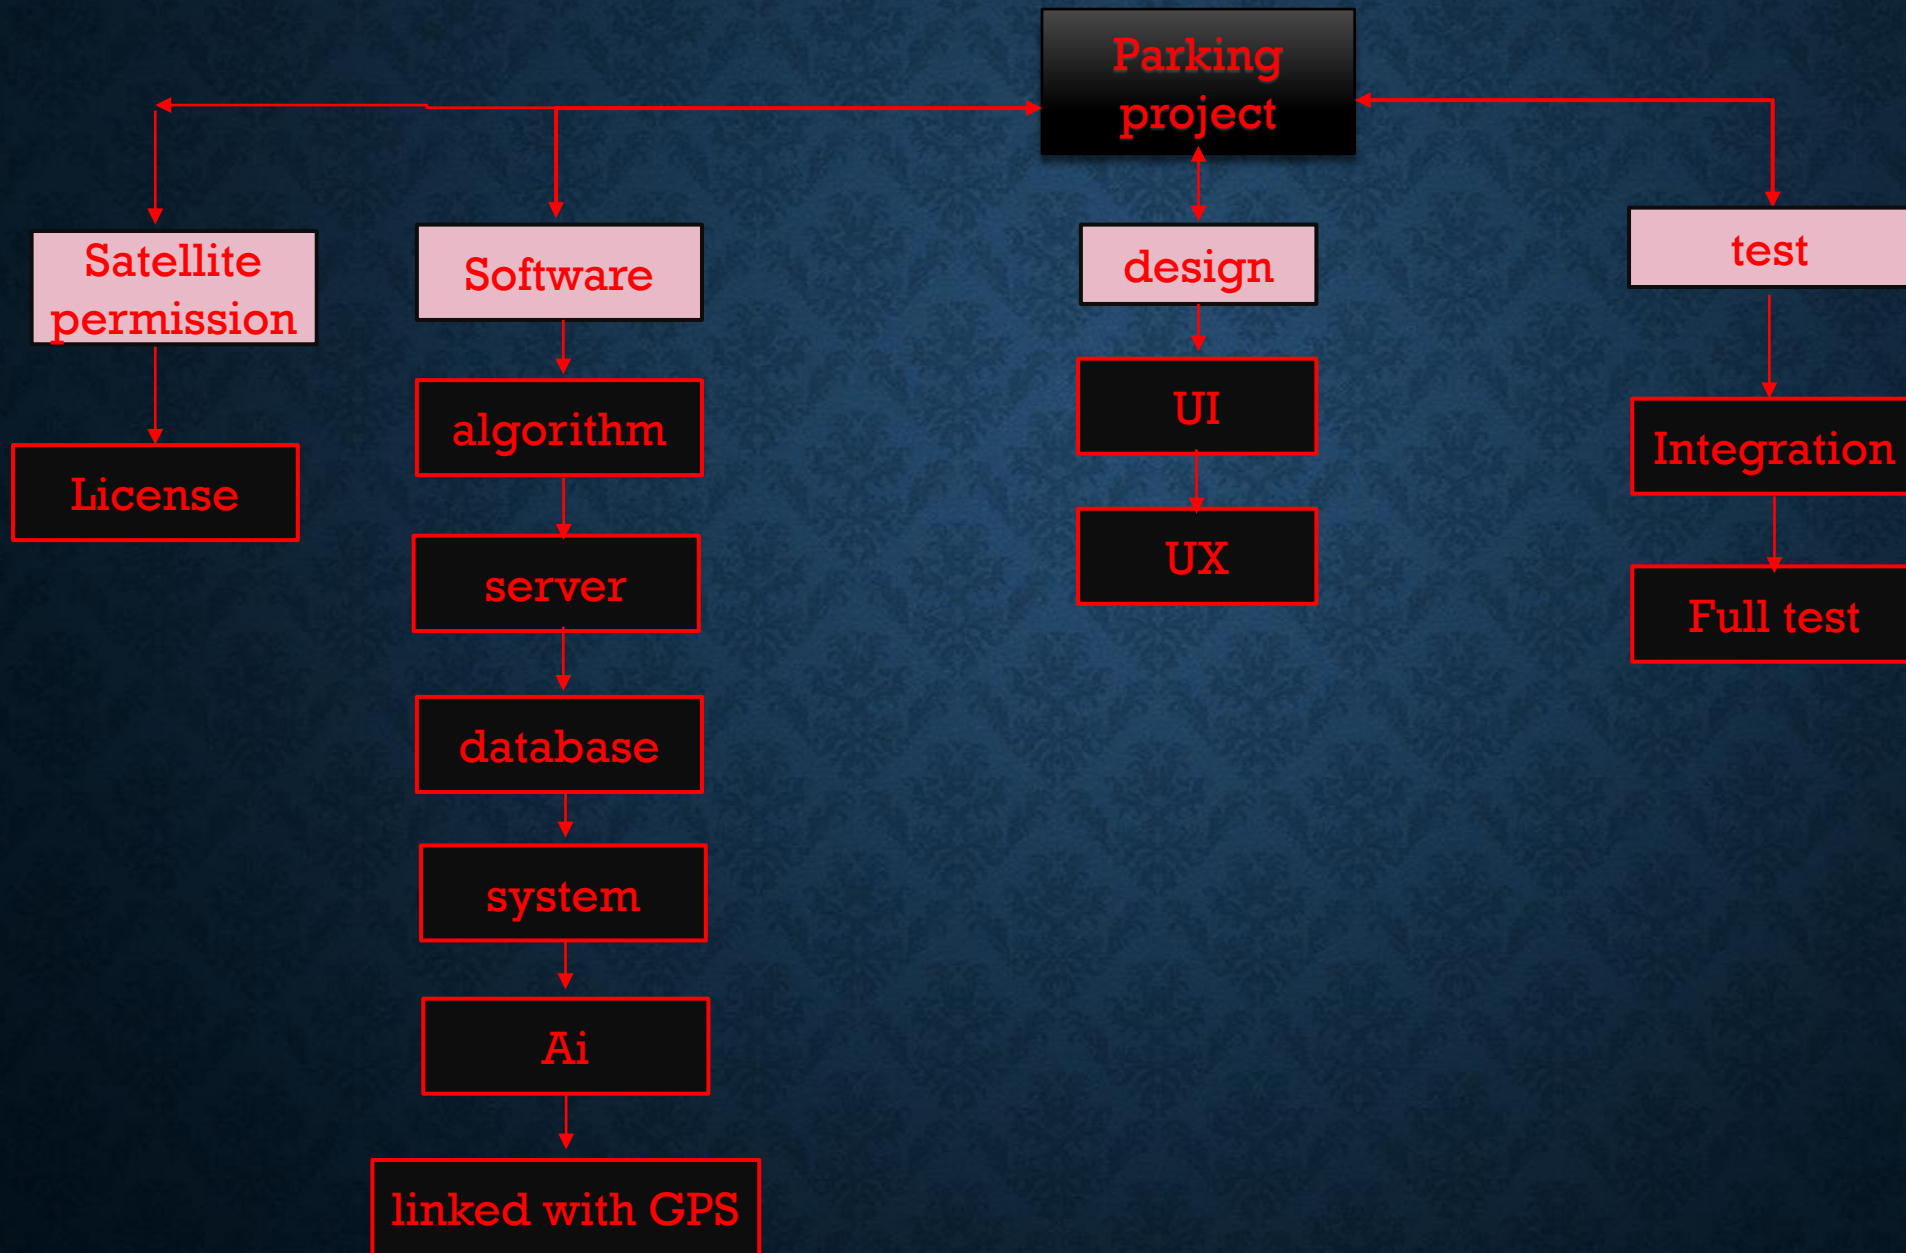 Parking
project
Satellite
permission
Software
design
test
License
algorithm
server
database
system
Ai
linked with GPS
UI
UX
Integration
Full test